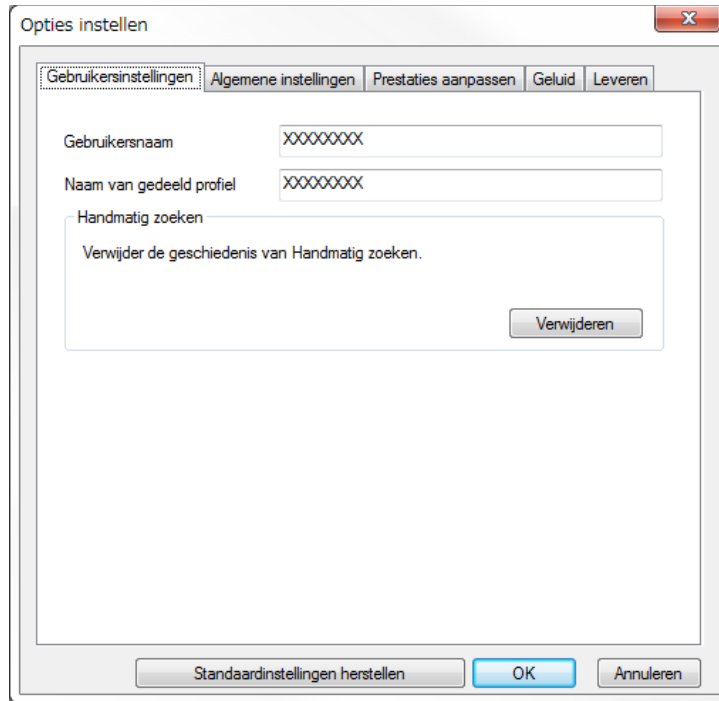 Opties instellen
Gebruikersinstellingen Algemene instellingen Prestaties aanpassen Geluid Leveren
Gebruikersnaam XXXXXXXX
Naam van gedeeld profiel XXXXXXXX
Handmatig zoeken
Verwijder de geschiedenis van Handmatig zoeken.
Verwijderen
Standaardinstellingen herstellen OK Annuleren